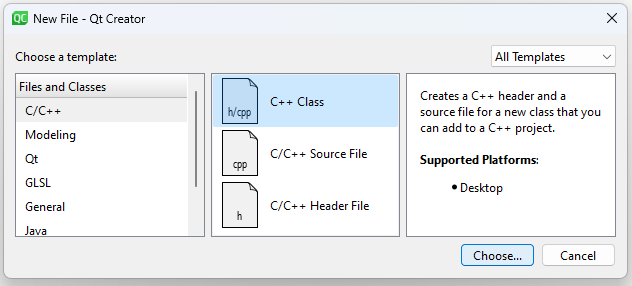 QC New File - Qt Creator
Choose a template:
All Templates
Files and Classes
C/C++
Modeling
Qt
GLSL
General
Java
h/cpp
C++ Class
cpp
C/C++ Source File
h
C/C++ Header File
Creates a C++ header and a
source file for a new class that you
can add to a C++ project.
Supported Platforms:
• Desktop
Choose...
Cancel